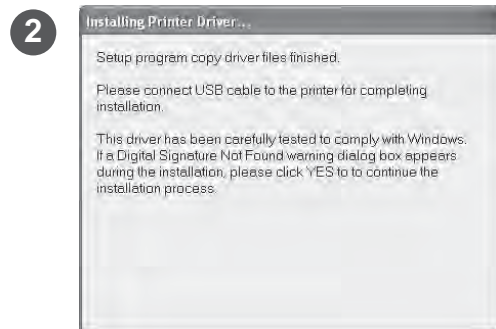 2
Installing Printer Driver...
Setup program copy driver files finished.
Please connect USB cable to the printer for completing
installation.
This driver has been carefully tested to comply with Windows.
If a Digital Signature Not Found warning dialog box appears
during the installation, please click YES to to continue the
installation process.